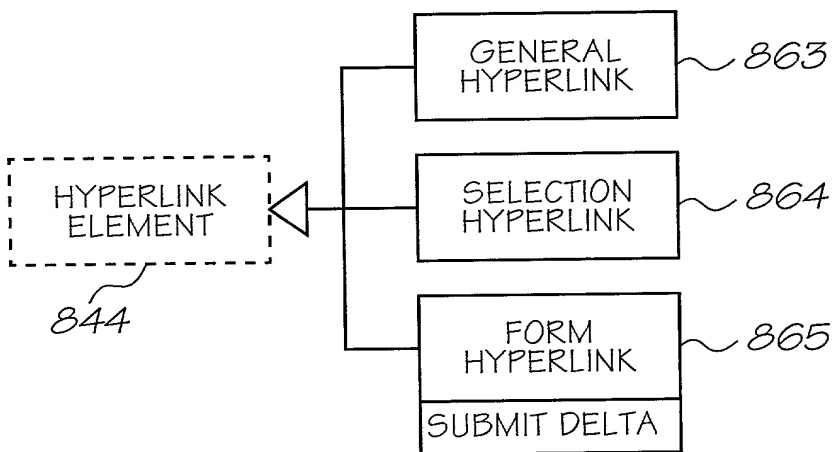 GENERAL
HYPERLINK
863
HYPERLINK
ELEMENT
844
SELECTION
HYPERLINK
864
FORM
HYPERLINK
865
SUBMIT DELTA